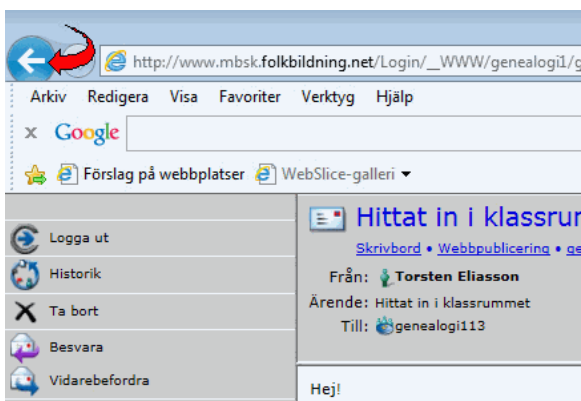 http://www.mbsk.folkbildning.net/Login/__WWW/genealogi1/g
Arkiv Redigera Visa Favoriter Verktyg Hjälp
x Google
Förslag på webbplatser WebSlice-galleri
Hittat in i klassrur
Skrivbord • Webbpublicering • ge
Logga ut
Historik
Ta bort
Besvara
Vidarebefordra
Från: Torsten Eliasson
Ärende: Hittat in i klassrummet
Till: genealogi113
Hej!